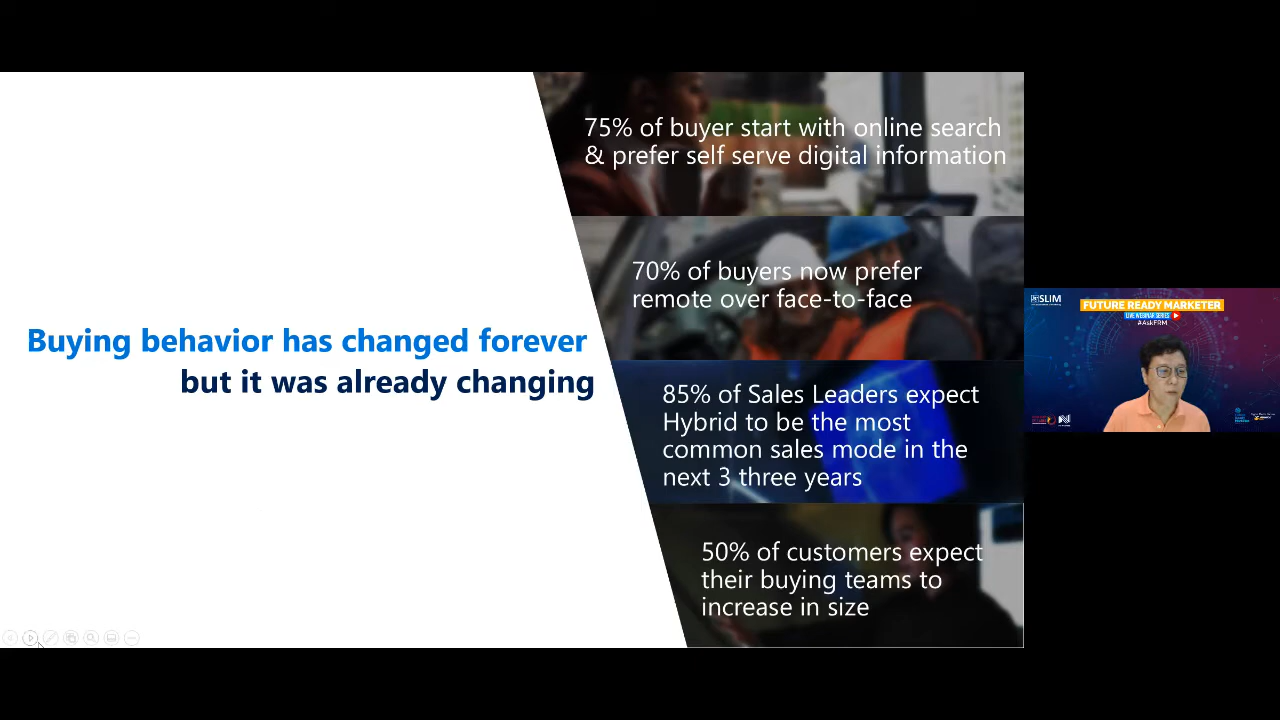 Buying behavior has changed forever
but it was already changing
75% of buyer start with online search
& prefer self serve digital information
70% of buyers now prefer
remote over face-to-face
85% of Sales Leaders expect
Hybrid to be the most
common sales mode in the
next 3 three years
50% of customers expect
their buying teams to
increase in size
SLIM
FUTURE READY MARKETER
LIVE WEBINAR SERIES
#AskFRM